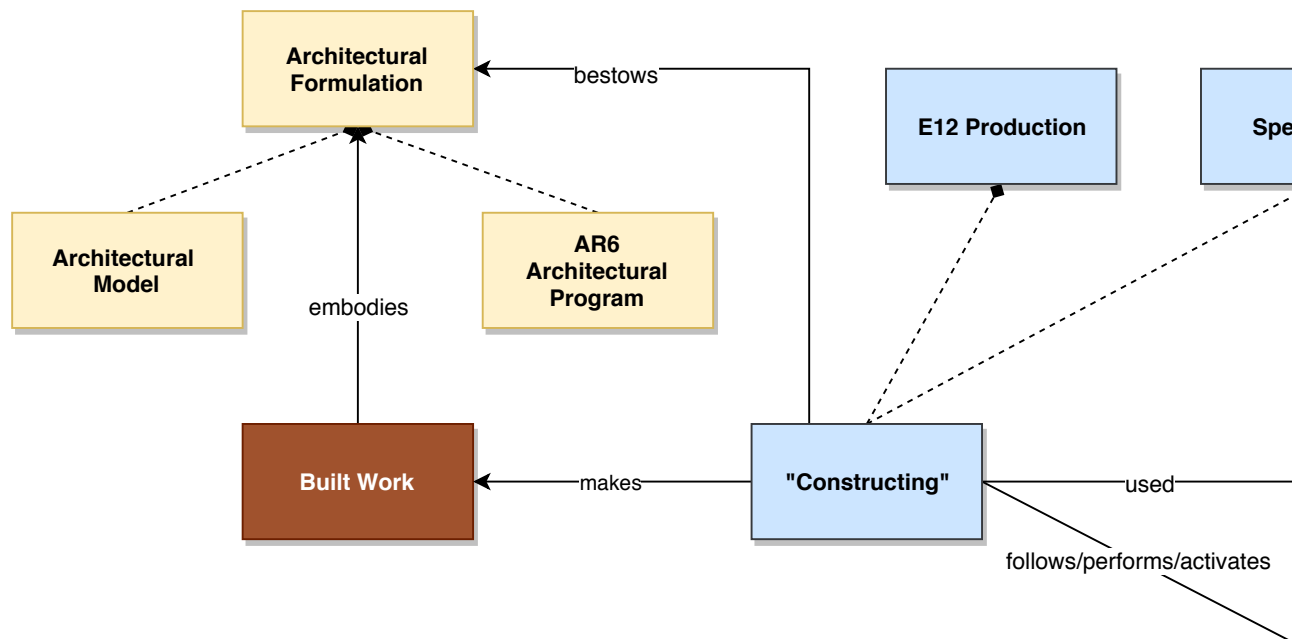 Architectural
Formulation
bestows
E12 Production
Spe
Architectural
Model
AR6
Architectural
Program
embodies
Built Work
makes
"Constructing"
used
follows/performs/activates